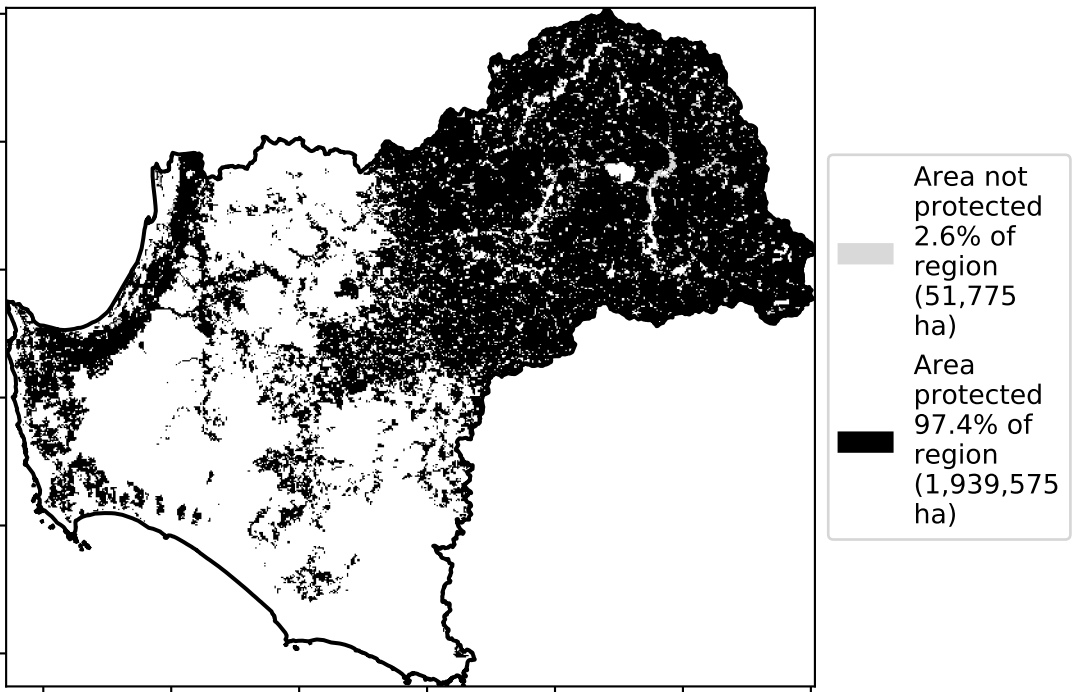 Area not
protected
2.6% of
region
(51,775
ha)
Area
protected
97.4% of
region
(1,939,575
ha)